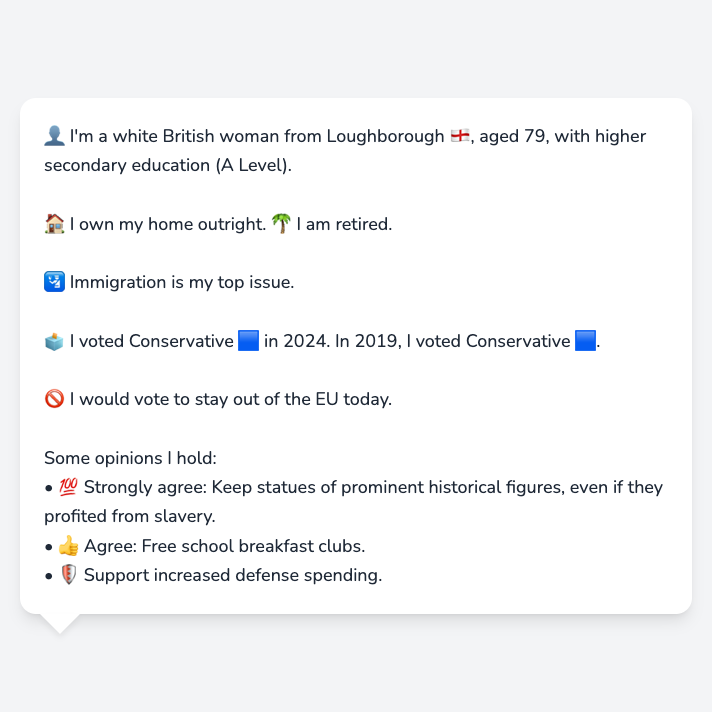 👤 I'm a white British woman from Loughborough 🏴󠁧󠁢󠁥󠁮󠁧󠁿, aged 79, with higher
secondary education (A Level).
🏠 I own my home outright. 🌴 I am retired.
🛂 Immigration is my top issue.
🗳️ I voted Conservative 🟦 in 2024. In 2019, I voted Conservative 🟦.
🚫 I would vote to stay out of the EU today.
Some opinions I hold:
• 💯 Strongly agree: Keep statues of prominent historical figures, even if they
profited from slavery.
• 👍 Agree: Free school breakfast clubs.
• 🛡️ Support increased defense spending.